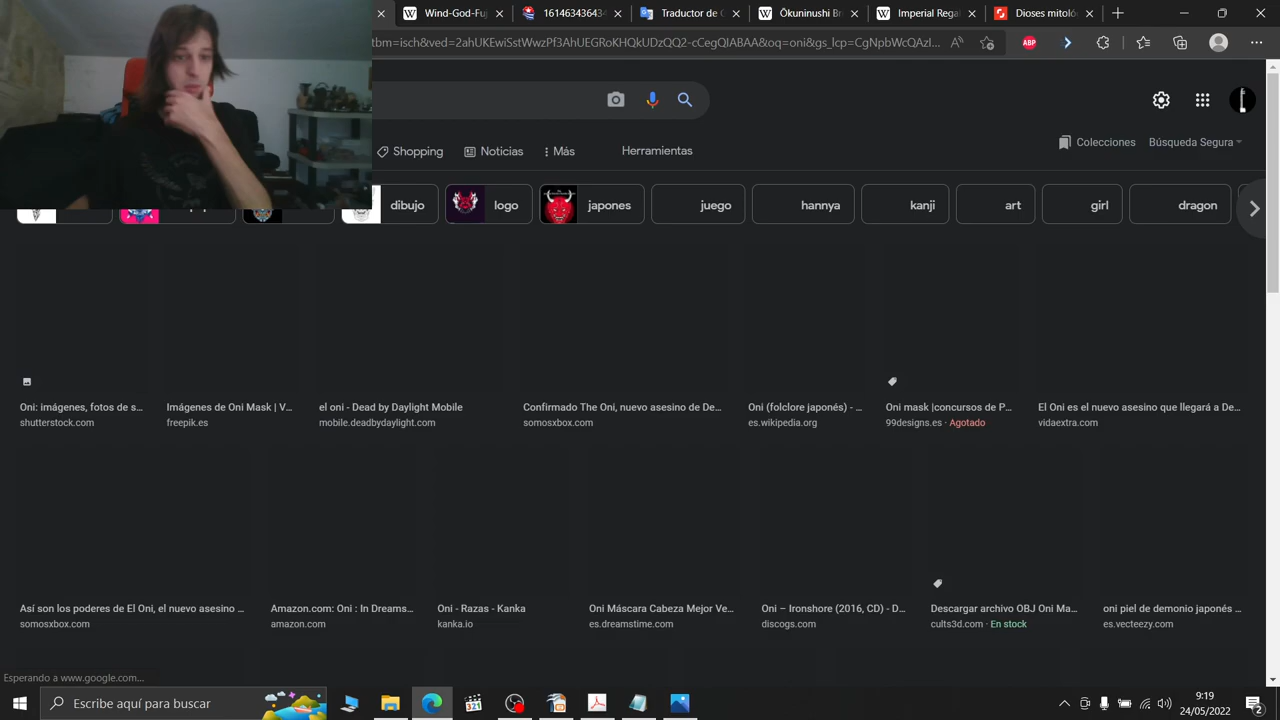 Wind-God-Fuj
1614634364
Traductor de G
Ōkuninushi Bri
Imperial Rega
Dioses mitoló
tbm=isch&ved=2ahUKEwiSstWwzPf3AhUEGRoKHQkUDzQQ2-cCegQIABAA&oq=oni&gs_lcp=CgNpbWcQAzI...
ABP
Shopping
Noticias
Más
Herramientas
Colecciones
Búsqueda Segura
dibujo
logo
japones
juego
hannya
kanji
art
girl
dragon
Oni: imágenes, fotos de s...
shutterstock.com
Imágenes de Oni Mask | V...
freepik.es
el oni - Dead by Daylight Mobile
mobile.deadbydaylight.com
Confirmado The Oni, nuevo asesino de De...
somosxbox.com
Oni (folclore japonés) - ...
es.wikipedia.org
Oni mask |concursos de P...
99designs.es · Agotado
El Oni es el nuevo asesino que llegará a De...
vidaextra.com
Así son los poderes de El Oni, el nuevo asesino ...
somosxbox.com
Amazon.com: Oni : In Dreams...
amazon.com
Oni - Razas - Kanka
kanka.io
Oni Máscara Cabeza Mejor Ve...
es.dreamstime.com
Oni – Ironshore (2016, CD) - D...
discogs.com
Descargar archivo OBJ Oni Ma...
cults3d.com · En stock
oni piel de demonio japonés ...
es.vecteezy.com
Esperando a www.google.com...
Escribe aquí para buscar
321
9:19
24/05/2022
2